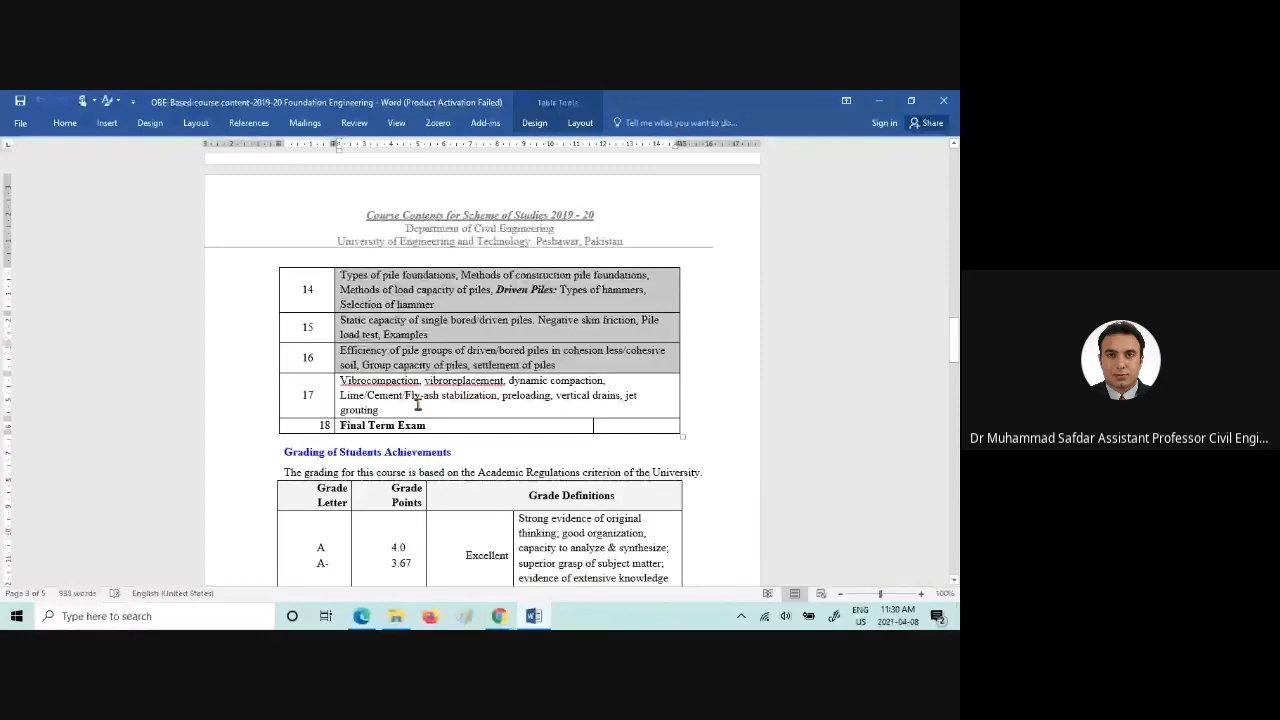 OBE Based course content-2019-20 Foundation Engineering - Word (Product Activation Failed)
Table Tools
File Home Insert Design Layout References Mailings Review View Zotero Add-ins Design Layout Tell me what you want to do... Sign in Share
Course Contents for Scheme of Studies 2019 - 20
Department of Civil Engineering
University of Engineering and Technology, Peshawar, Pakistan
14 Types of pile foundations, Methods of construction pile foundations,
Methods of load capacity of piles, Driven Piles: Types of hammers,
Selection of hammer
15 Static capacity of single bored/driven piles. Negative skin friction, Pile
load test, Examples
16 Efficiency of pile groups of driven/bored piles in cohesion less/cohesive
soil, Group capacity of piles, settlement of piles
17 Vibrocompaction, vibroreplacement, dynamic compaction,
Lime/Cement/Fly-ash stabilization, preloading, vertical drains, jet
grouting
18 Final Term Exam
Grading of Students Achievements
The grading for this course is based on the Academic Regulations criterion of the University.
Grade Letter
Grade Points
Grade Definitions
A 4.0
A- 3.67
Excellent
Strong evidence of original
thinking; good organization,
capacity to analyze & synthesize;
superior grasp of subject matter;
evidence of extensive knowledge
Page 3 of 5 988 words English (United States) 100%
Type here to search
ENG
US
11:30 AM
2021-04-08
Dr Muhammad Safdar Assistant Professor Civil Engi...